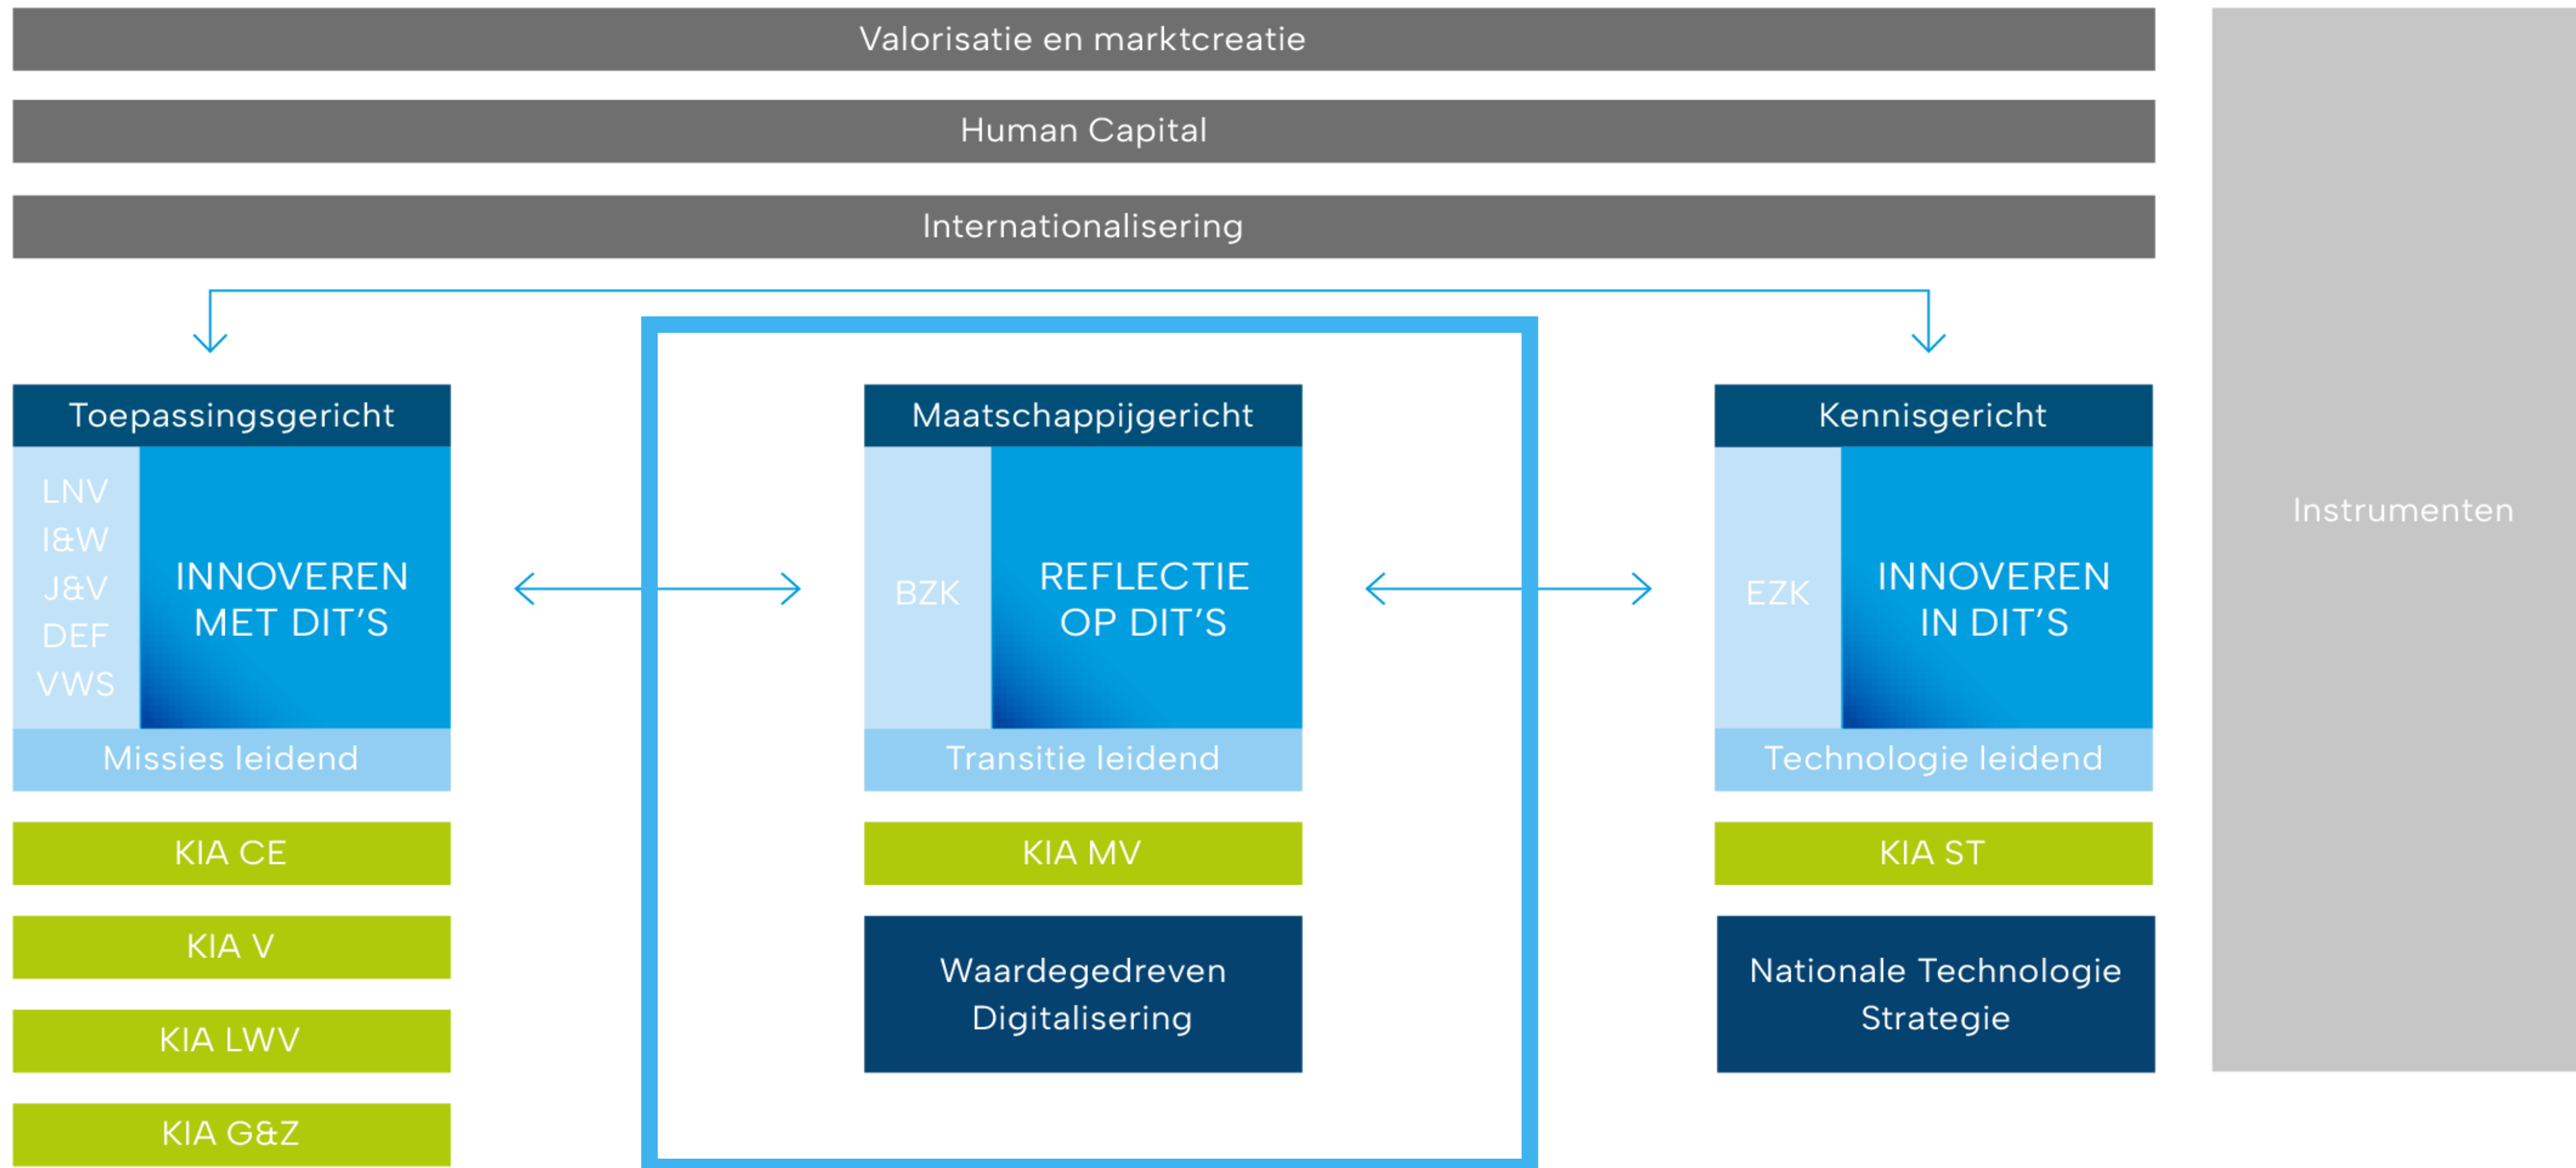 Valorisatie en marktcreatie
Human Capital
Internationalisering
Toepassingsgericht
LNV
I&W
J&V
DEF
VWS
INNOVEREN
MET DIT'S
Missies leidend
KIA CE
KIA V
KIA LWV
KIA G&Z
Maatschappijgericht
BZK
REFLECTIE
OP DIT'S
Transitie leidend
KIA MV
Waardegedreven
Digitalisering
Kennisgericht
EZK
INNOVEREN
IN DIT'S
Technologie leidend
KIA ST
Nationale Technologie
Strategie
Instrumenten